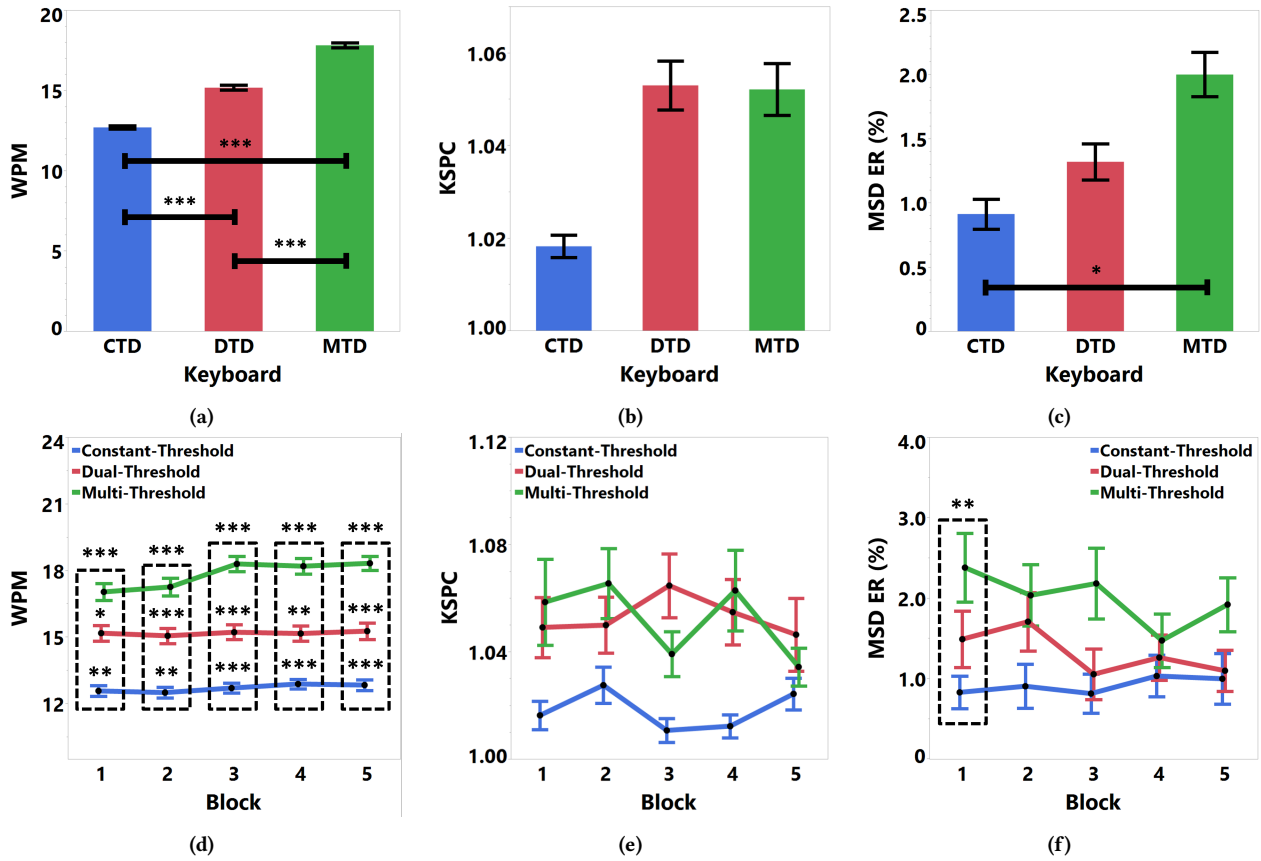 20
15
10
5
0
WPM
***
***
***
CTD DTD MTD
Keyboard
(a)
1.06
1.04
1.02
1.00
KSPC
CTD DTD MTD
Keyboard
(b)
2.5
2.0
1.5
1.0
0.5
0
MSD ER (%)
*
CTD DTD MTD
Keyboard
(c)
24
21
18
15
12
WPM
Constant-Threshold
Dual-Threshold
Multi-Threshold
*** *** *** *** ***
* *** *** ** ***
** ** *** *** ***
1 2 3 4 5
Block
(d)
1.12
1.08
1.04
1.00
KSPC
Constant-Threshold
Dual-Threshold
Multi-Threshold
1 2 3 4 5
Block
(e)
4.0
3.0
2.0
1.0
0
MSD ER (%)
Constant-Threshold
Dual-Threshold
Multi-Threshold
**
1 2 3 4 5
Block
(f)